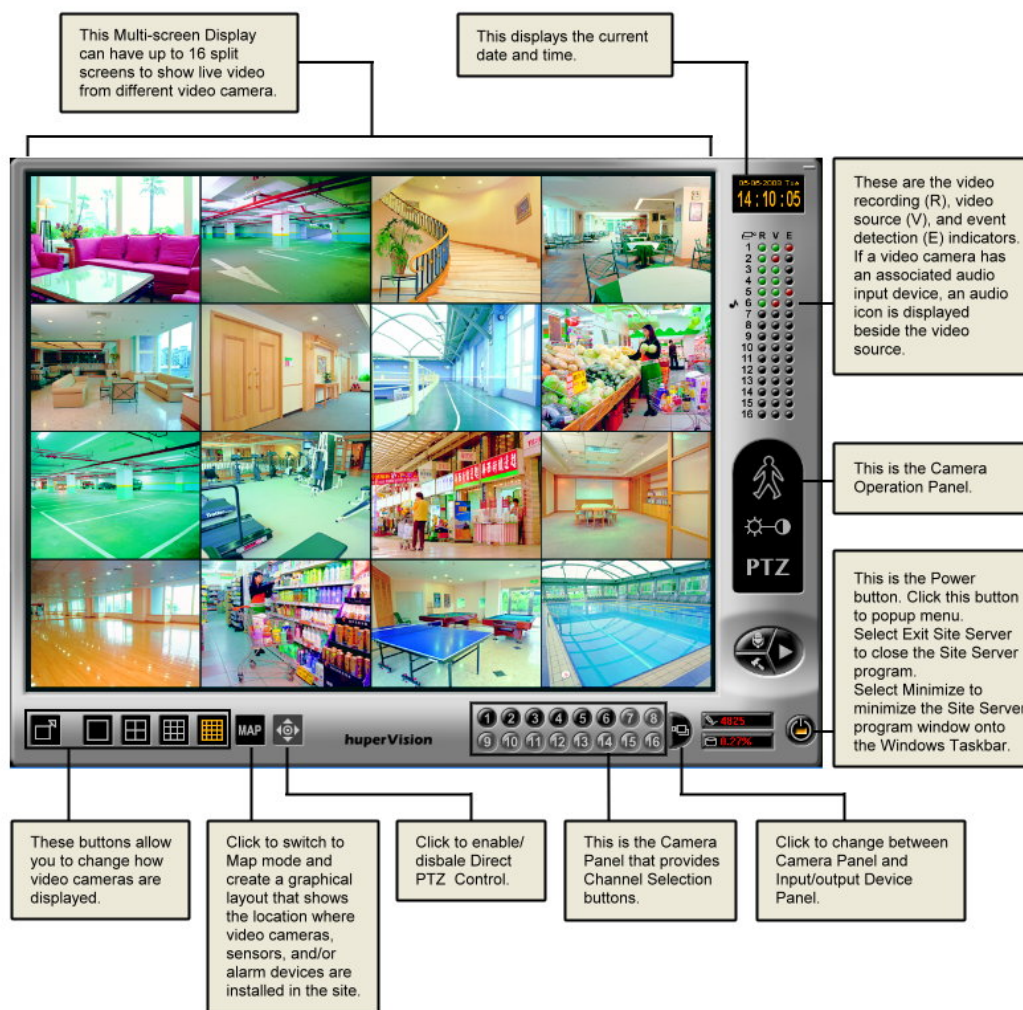 This Multi-screen Display
can have up to 16 split
screens to show live video
from different video camera.
This displays the current
date and time.
05-06-2003 Tue
14:10:05
These are the video
recording (R), video
source (V), and event
detection (E) indicators.
If a video camera has
an associated audio
input device, an audio
icon is displayed
beside the video
source.
R V E
1
2
3
4
5
6
7
8
9
10
11
12
13
14
15
16
This is the Camera
Operation Panel.
PTZ
This is the Power
button. Click this button
to popup menu.
Select Exit Site Server
to close the Site Server
program.
Select Minimize to
minimize the Site Server
program window onto
the Windows Taskbar.
MAP
huperVision
1 2 3 4 5 6 7 8
9 10 11 12 13 14 15 16
4825
0.27%
These buttons allow
you to change how
video cameras are
displayed.
Click to switch to
Map mode and
create a graphical
layout that shows
the location where
video cameras,
sensors, and/or
alarm devices are
installed in the site.
Click to enable/
disbale Direct
PTZ Control.
This is the Camera
Panel that provides
Channel Selection
buttons.
Click to change between
Camera Panel and
Input/output Device
Panel.